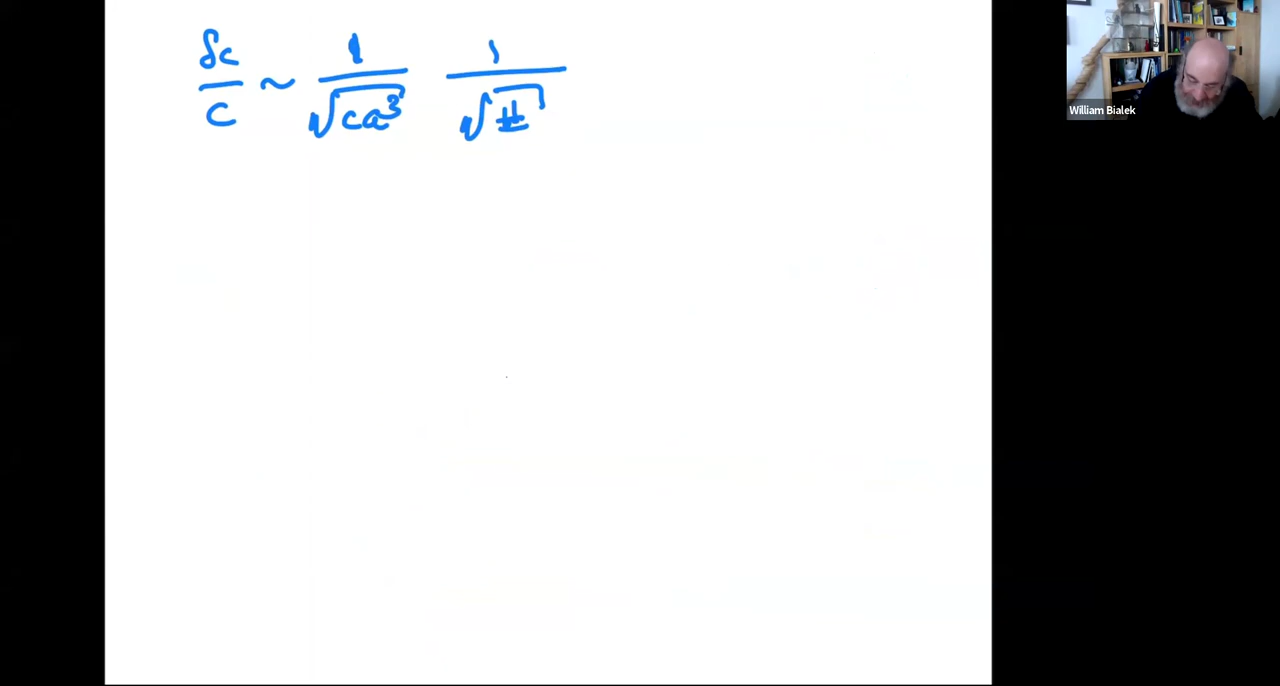 δc/c ~ 1/√(ca³) 1/√#
William Bialek